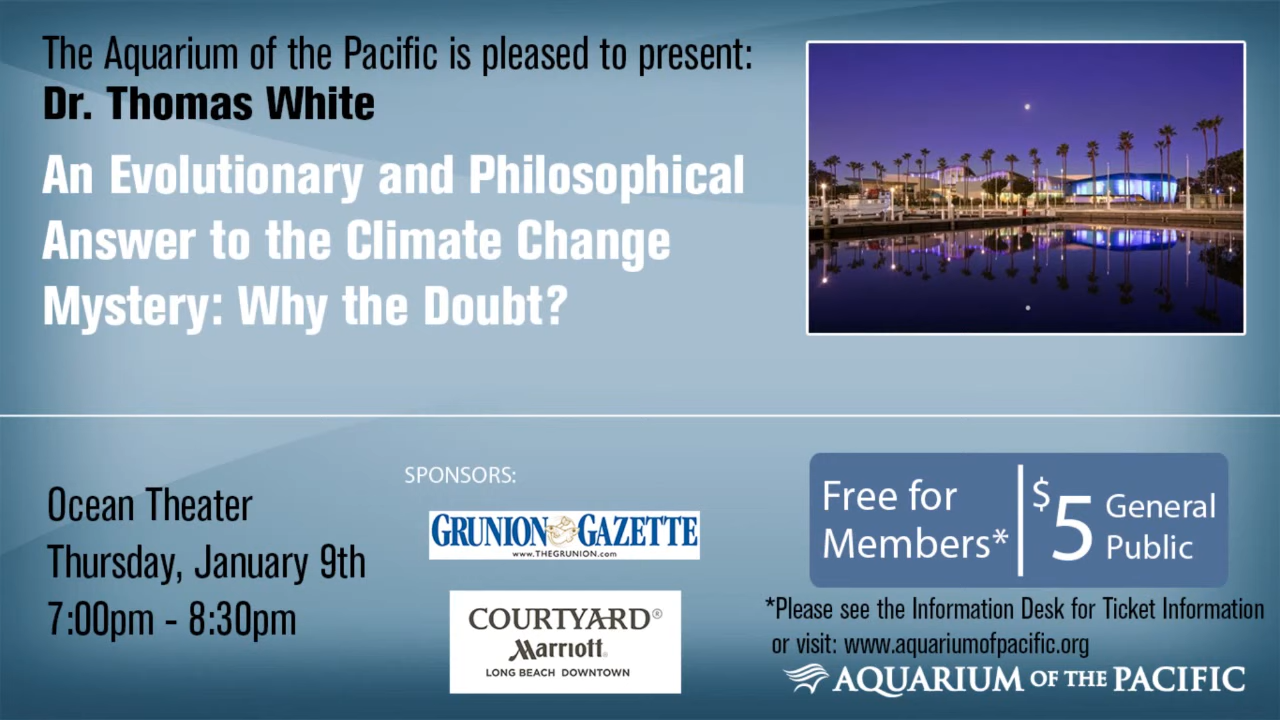 The Aquarium of the Pacific is pleased to present:
Dr. Thomas White
An Evolutionary and Philosophical
Answer to the Climate Change
Mystery: Why the Doubt?
Ocean Theater
Thursday, January 9th
7:00pm - 8:30pm
SPONSORS:
GRUNION GAZETTE
www.THEGRUNION.com
COURTYARD®
Marriott®
LONG BEACH DOWNTOWN
Free for
Members*
$5 General
Public
*Please see the Information Desk for Ticket Information
or visit: www.aquariumofpacific.org
AQUARIUM OF THE PACIFIC